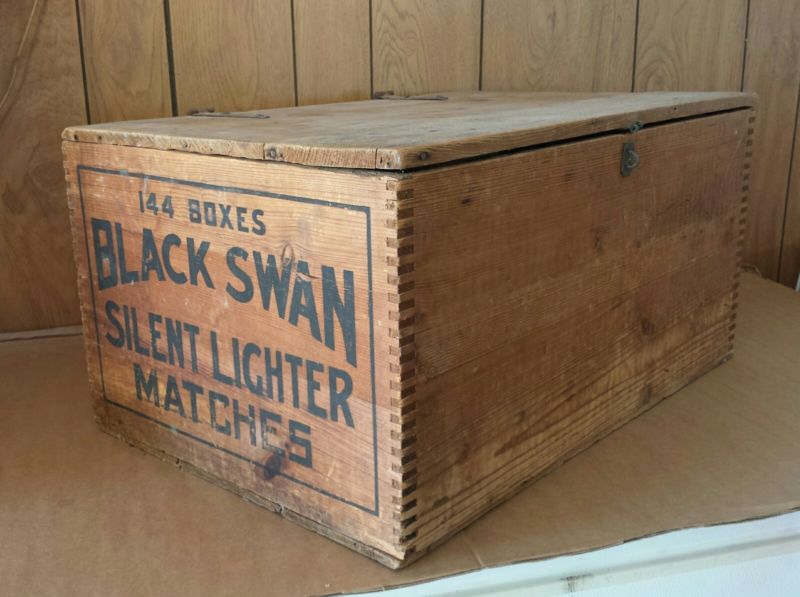 144 BOXES
BLACK SWAN
SILENT LIGHTER
MATCHES